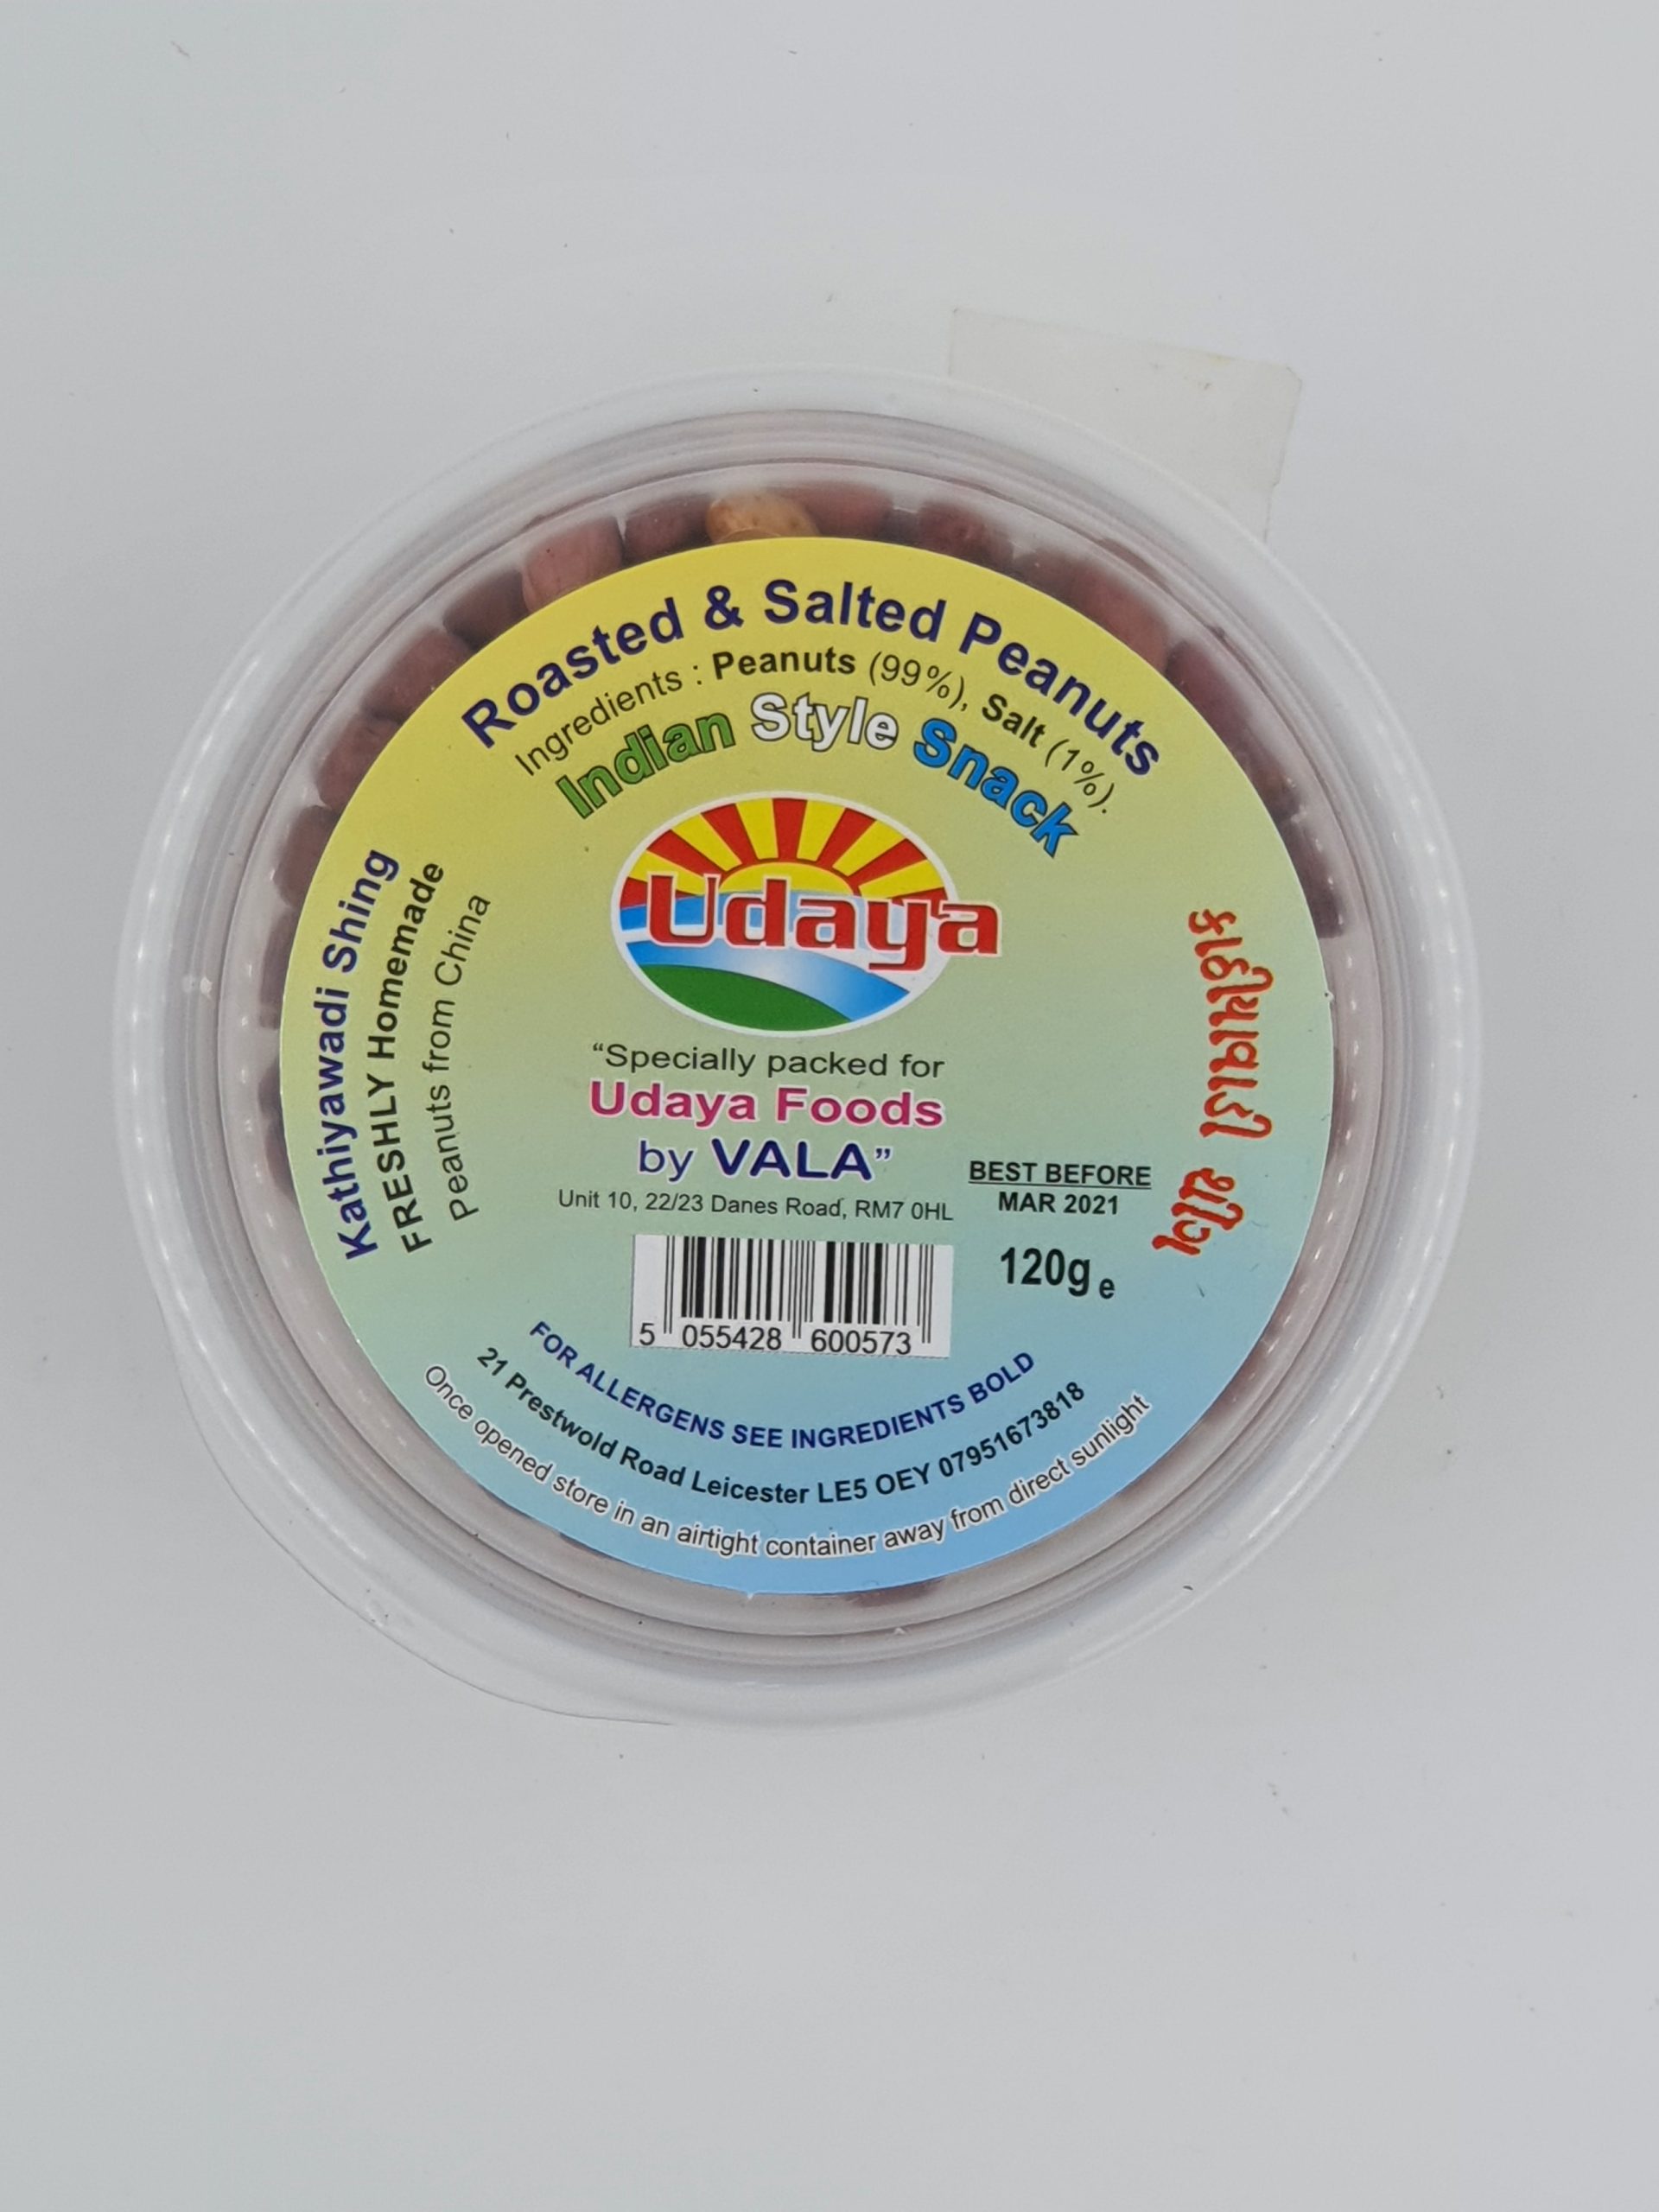 Roasted & Salted Peanuts
Ingredients : Peanuts (99%), Salt (1%).
Indian Style Snack
Udaya
Kathiyawadi Shing
FRESHLY Homemade
Peanuts from China
કાઠીયાવાડી શીંગ
“Specially packed for
Udaya Foods
by VALA”
Unit 10, 22/23 Danes Road, RM7 0HL
BEST BEFORE
MAR 2021
120g e
5 055428 600573
FOR ALLERGENS SEE INGREDIENTS BOLD
21 Prestwold Road Leicester LE5 OEY 07951673818
Once opened store in an airtight container away from direct sunlight